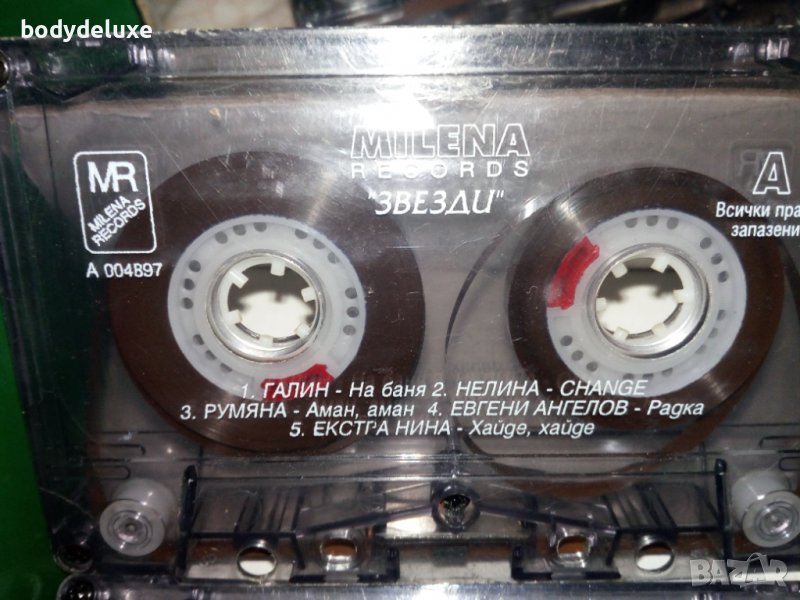 bodydeluxe
MILENA
RECORDS
"ЗВЕЗДИ"
MR
MILENA
RECORDS
A 004897
A
Всички пра
запазени
1. ГАЛИН - На баня 2. НЕЛИНА - CHANGE
3. РУМЯНА - Аман, аман 4. ЕВГЕНИ АНГЕЛОВ - Радка
5. ЕКСТРА НИНА - Хайде, хайде
BAZAR